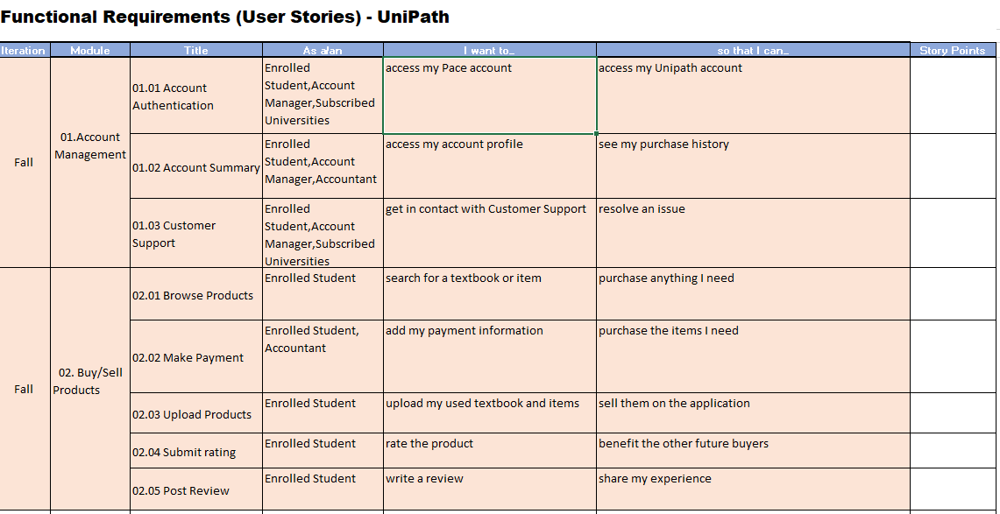 Functional Requirements (User Stories) - UniPath
Iteration Module Title As a/an I want to… so that I can… Story Points
Fall
01.Account
Management
01.01 Account
Authentication
Enrolled
Student,Account
Manager,Subscribed
Universities
access my Pace account
access my Unipath account
01.02 Account Summary
Enrolled
Student,Account
Manager,Accountant
access my account profile
see my purchase history
01.03 Customer
Support
Enrolled
Student,Account
Manager,Subscribed
Universities
get in contact with Customer Support
resolve an issue
Fall
02. Buy/Sell
Products
02.01 Browse Products
Enrolled Student
search for a textbook or item
purchase anything I need
02.02 Make Payment
Enrolled Student,
Accountant
add my payment information
purchase the items I need
02.03 Upload Products
Enrolled Student
upload my used textbook and items
sell them on the application
02.04 Submit rating
Enrolled Student
rate the product
benefit the other future buyers
02.05 Post Review
Enrolled Student
write a review
share my experience